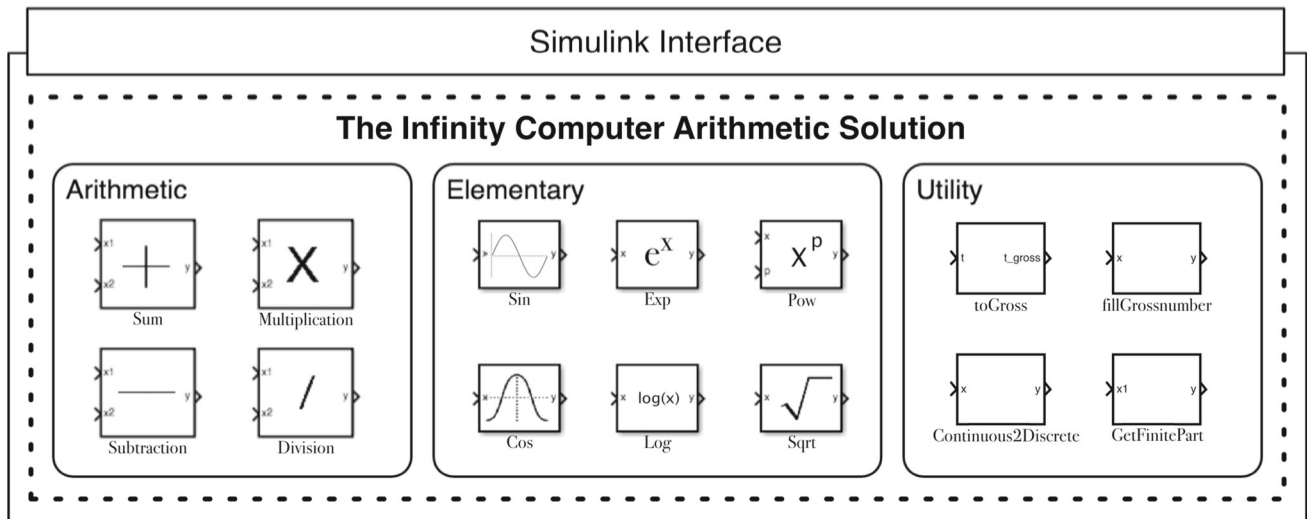 Simulink Interface
The Infinity Computer Arithmetic Solution
Arithmetic
x1
x2
y
Sum
x1
X
x2
y
Multiplication
x1
x2
y
Subtraction
x1
/
x2
y
Division
Elementary
y
Sin
x
e^x
y
Exp
x
p
x^p
y
Pow
x
y
Cos
x
log(x)
y
Log
x
y
Sqrt
Utility
t
t_gross
toGross
x
y
fillGrossnumber
x
y
Continuous2Discrete
x1
y
GetFinitePart